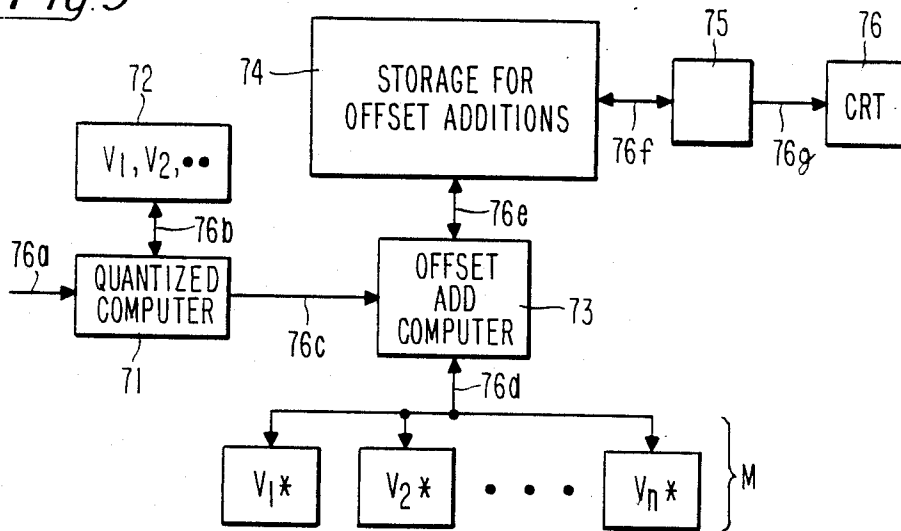 Fig. 5
72
V1, V2, ••
76b
76a
QUANTIZED
COMPUTER
71
76c
74
STORAGE FOR
OFFSET ADDITIONS
76e
76f
75
76g
76
CRT
OFFSET
ADD
COMPUTER
73
76d
V1*
V2*
• • •
Vn*
M